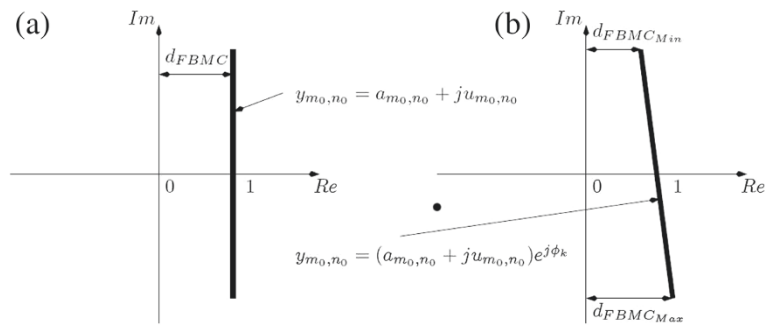 (a)
Im
d_{FBMC}
y_{m_0,n_0} = a_{m_0,n_0} + ju_{m_0,n_0}
0
1
Re
(b)
Im
d_{FBMC_{Min}}
0
1
Re
y_{m_0,n_0} = (a_{m_0,n_0} + ju_{m_0,n_0})e^{jϕ_k}
d_{FBMC_{Max}}